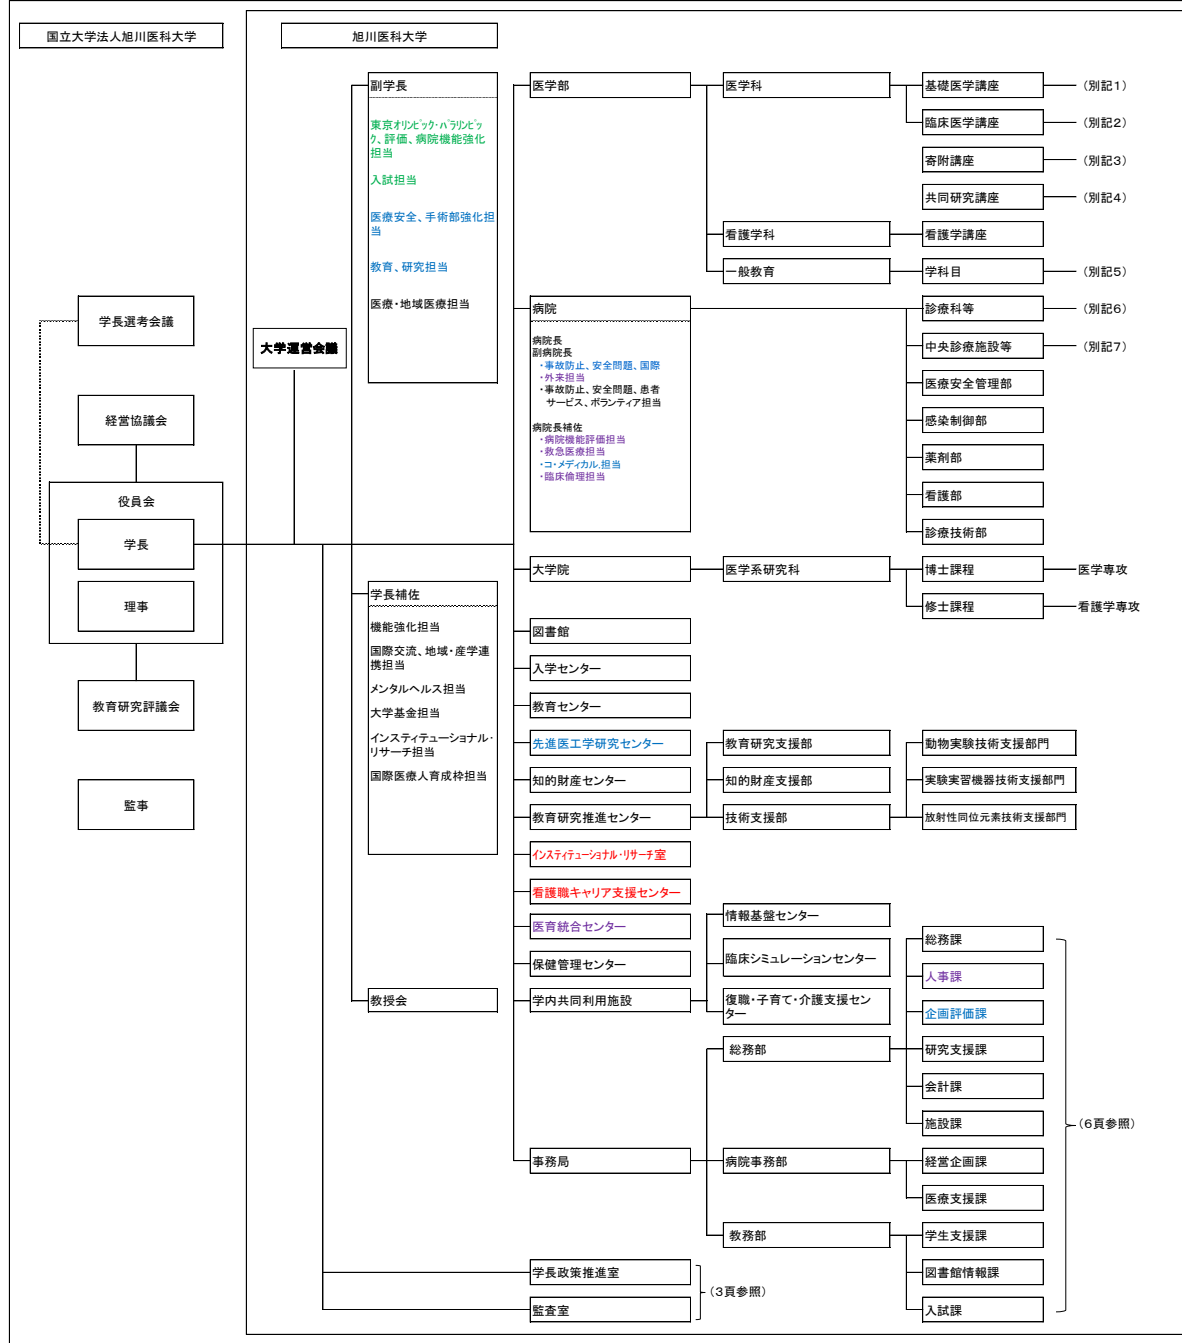 国立大学法人旭川医科大学
旭川医科大学
副学長
東京オリンピック・パラリンピッ
ク、評価、病院機能強化
担当
入試担当
医療安全、手術部強化担
当
教育、研究担当
医療・地域医療担当
医学部
医学科
基礎医学講座
(別記1)
臨床医学講座
(別記2)
寄附講座
(別記3)
共同研究講座
(別記4)
看護学科
看護学講座
一般教育
学科目
(別記5)
学長選考会議
大学運営会議
経営協議会
役員会
学長
理事
教育研究評議会
監事
病院
病院長
副病院長
・事故防止、安全問題、国際
・外来担当
・事故防止、安全問題、患者
サービス、ボランティア担当
病院長補佐
・病院機能評価担当
・救急医療担当
・コ・メディカル.担当
・臨床倫理担当
診療科等
(別記6)
中央診療施設等
(別記7)
医療安全管理部
感染制御部
薬剤部
看護部
診療技術部
大学院
医学系研究科
博士課程
医学専攻
修士課程
看護学専攻
学長補佐
機能強化担当
国際交流、地域・産学連
携担当
メンタルヘルス担当
大学基金担当
インスティテューショナル・
リサーチ担当
国際医療人育成枠担当
教授会
図書館
入学センター
教育センター
先進医工学研究センター
知的財産センター
教育研究推進センター
教育研究支援部
知的財産支援部
技術支援部
動物実験技術支援部門
実験実習機器技術支援部門
放射性同位元素技術支援部門
インスティテューショナル・リサーチ室
看護職キャリア支援センター
医育統合センター
保健管理センター
学内共同利用施設
情報基盤センター
臨床シミュレーションセンター
復職・子育て・介護支援セン
ター
事務局
総務部
総務課
人事課
企画評価課
研究支援課
会計課
施設課
病院事務部
経営企画課
医療支援課
教務部
学生支援課
図書館情報課
入試課
(6頁参照)
学長政策推進室
監査室
(3頁参照)